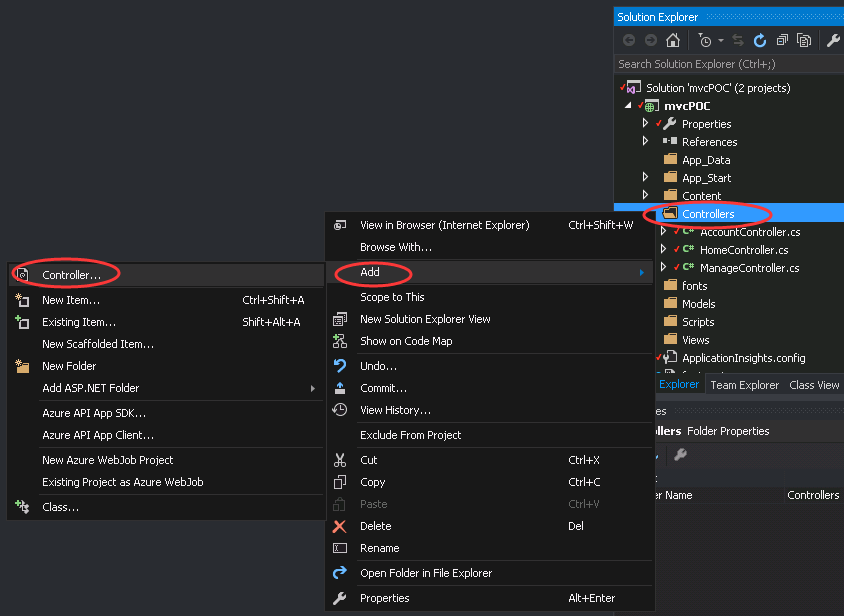 Solution Explorer
Search Solution Explorer (Ctrl+;)
Solution 'mvcPOC' (2 projects)
mvcPOC
Properties
References
App_Data
App_Start
Content
Controllers
AccountController.cs
HomeController.cs
ManageController.cs
fonts
Models
Scripts
Views
ApplicationInsights.config
Explorer Team Explorer Class View
Folder Properties
Controllers
View in Browser (Internet Explorer) Ctrl+Shift+W
Browse With...
Add
Scope to This
New Solution Explorer View
Show on Code Map
Undo...
Commit...
View History...
Exclude From Project
Cut Ctrl+X
Copy Ctrl+C
Paste Ctrl+V
Delete Del
Rename
Open Folder in File Explorer
Properties Alt+Enter
Controller...
New Item... Ctrl+Shift+A
Existing Item... Shift+Alt+A
New Scaffolded Item...
New Folder
Add ASP.NET Folder
Azure API App SDK...
Azure API App Client...
New Azure WebJob Project
Existing Project as Azure WebJob
Class...